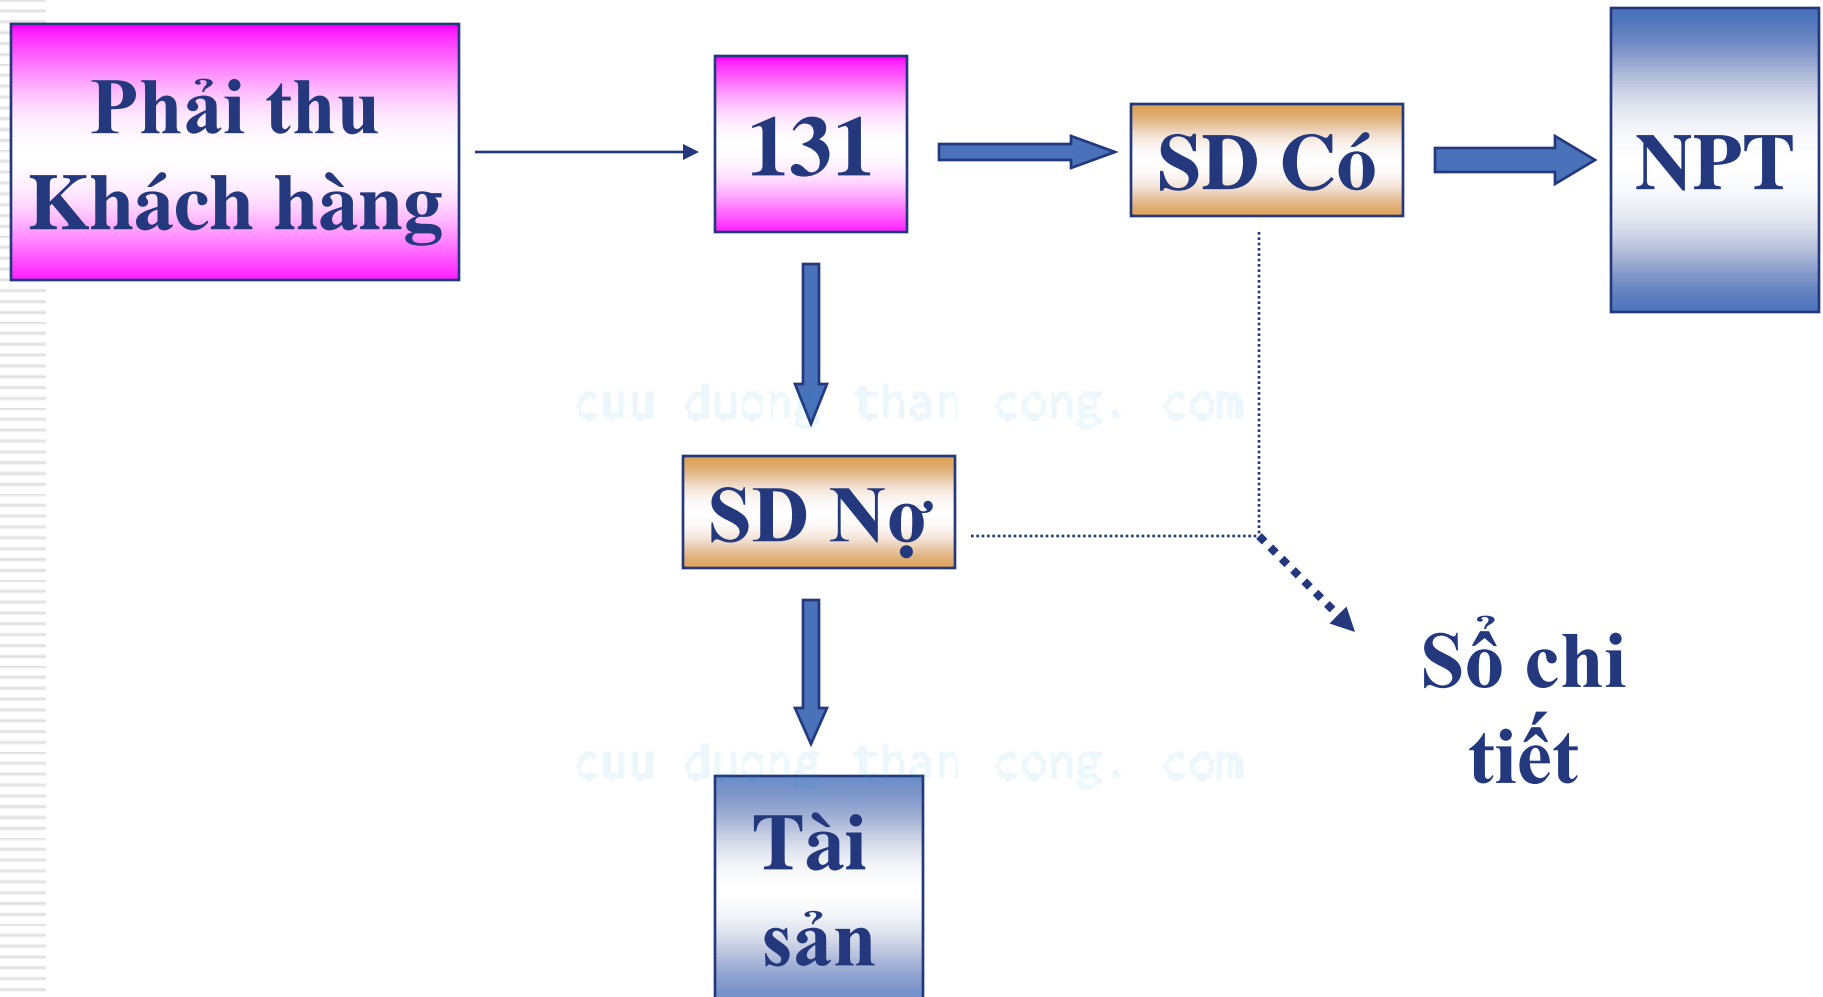 Phải thu
Khách hàng
131
SD Có
NPT
cuu duong than cong. com
SD Nợ
Sổ chi
tiết
cuu duong than cong. com
Tài
sản